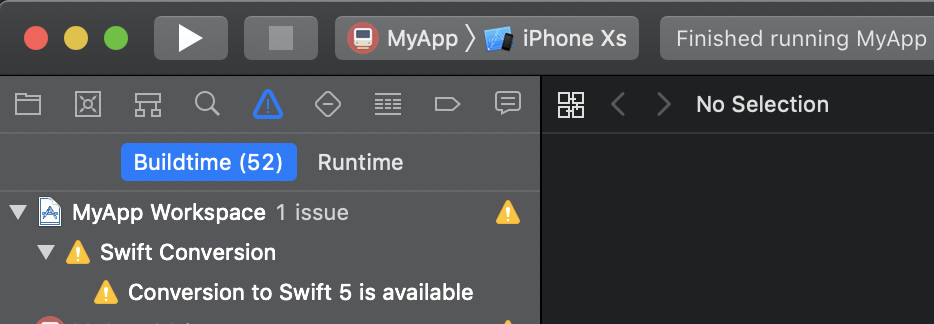 MyApp 〉 iPhone Xs
Finished running MyApp
No Selection
Buildtime (52) Runtime
MyApp Workspace 1 issue
Swift Conversion
Conversion to Swift 5 is available